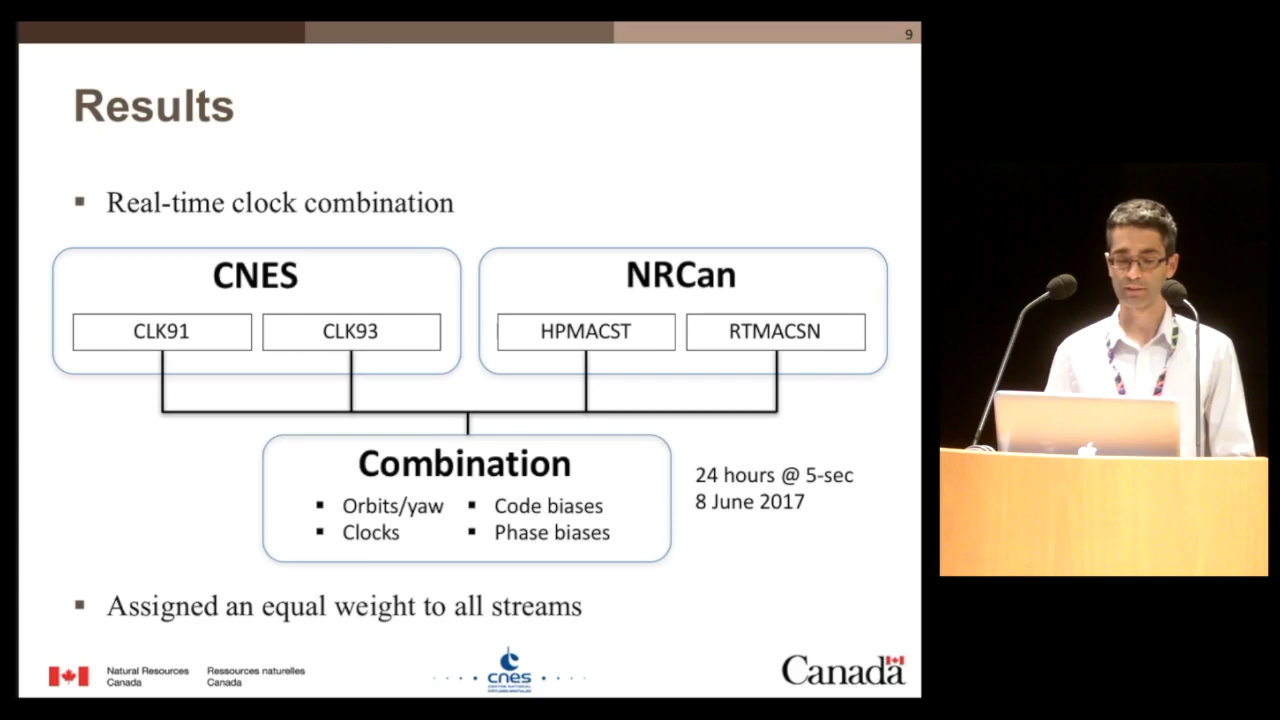 9
Results
▪ Real-time clock combination
CNES
CLK91
CLK93
NRCan
HPMACST
RTMACSN
Combination
▪ Orbits/yaw
▪ Clocks
▪ Code biases
▪ Phase biases
24 hours @ 5-sec
8 June 2017
▪ Assigned an equal weight to all streams
Natural Resources
Canada
Ressources naturelles
Canada
cnes
Canada